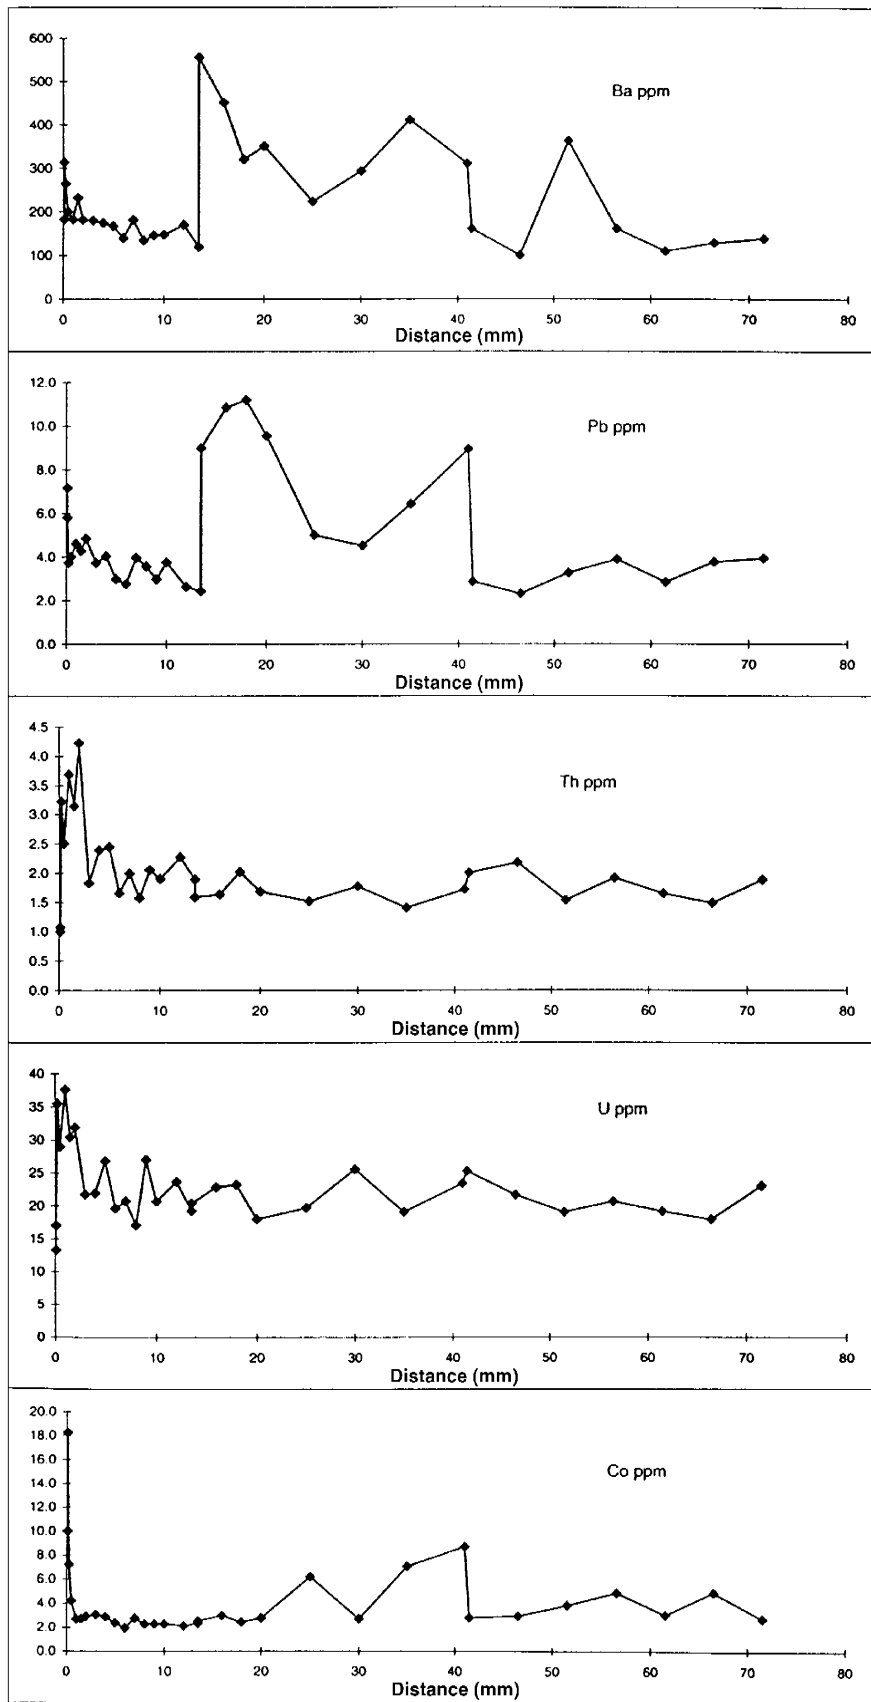 600
500
Ba ppm
400
300
200
100
0
0 10 20 30 40 50 60 70 80
Distance (mm)
12.0
10.0
Pb ppm
8.0
6.0
4.0
2.0
0.0
0 10 20 30 40 50 60 70 80
Distance (mm)
4.5
4.0
Th ppm
3.5
3.0
2.5
2.0
1.5
1.0
0.5
0.0
0 10 20 30 40 50 60 70 80
Distance (mm)
40
35
U ppm
30
25
20
15
10
5
0
0 10 20 30 40 50 60 70 80
Distance (mm)
20.0
18.0
16.0
Co ppm
14.0
12.0
10.0
8.0
6.0
4.0
2.0
0.0
0 10 20 30 40 50 60 70 80
Distance (mm)